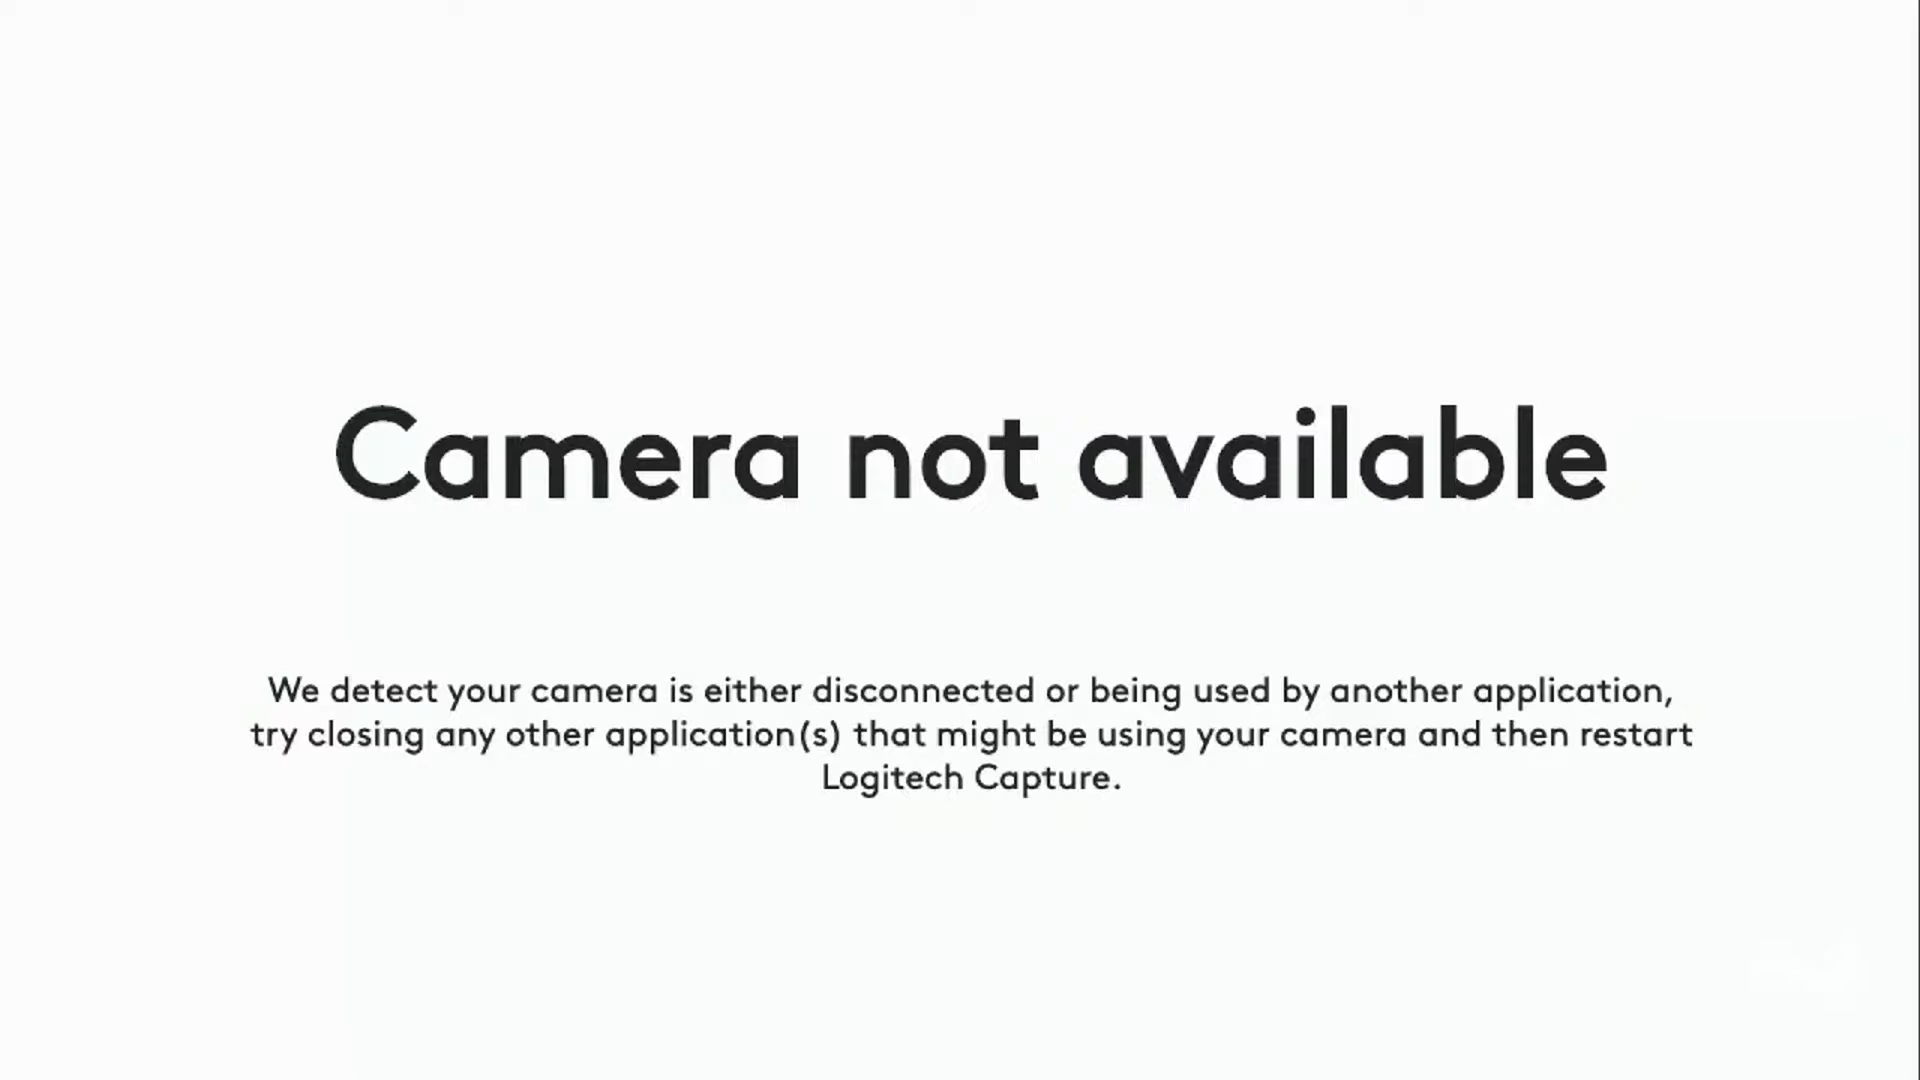 Camera not available
We detect your camera is either disconnected or being used by another application,
try closing any other application(s) that might be using your camera and then restart
Logitech Capture.